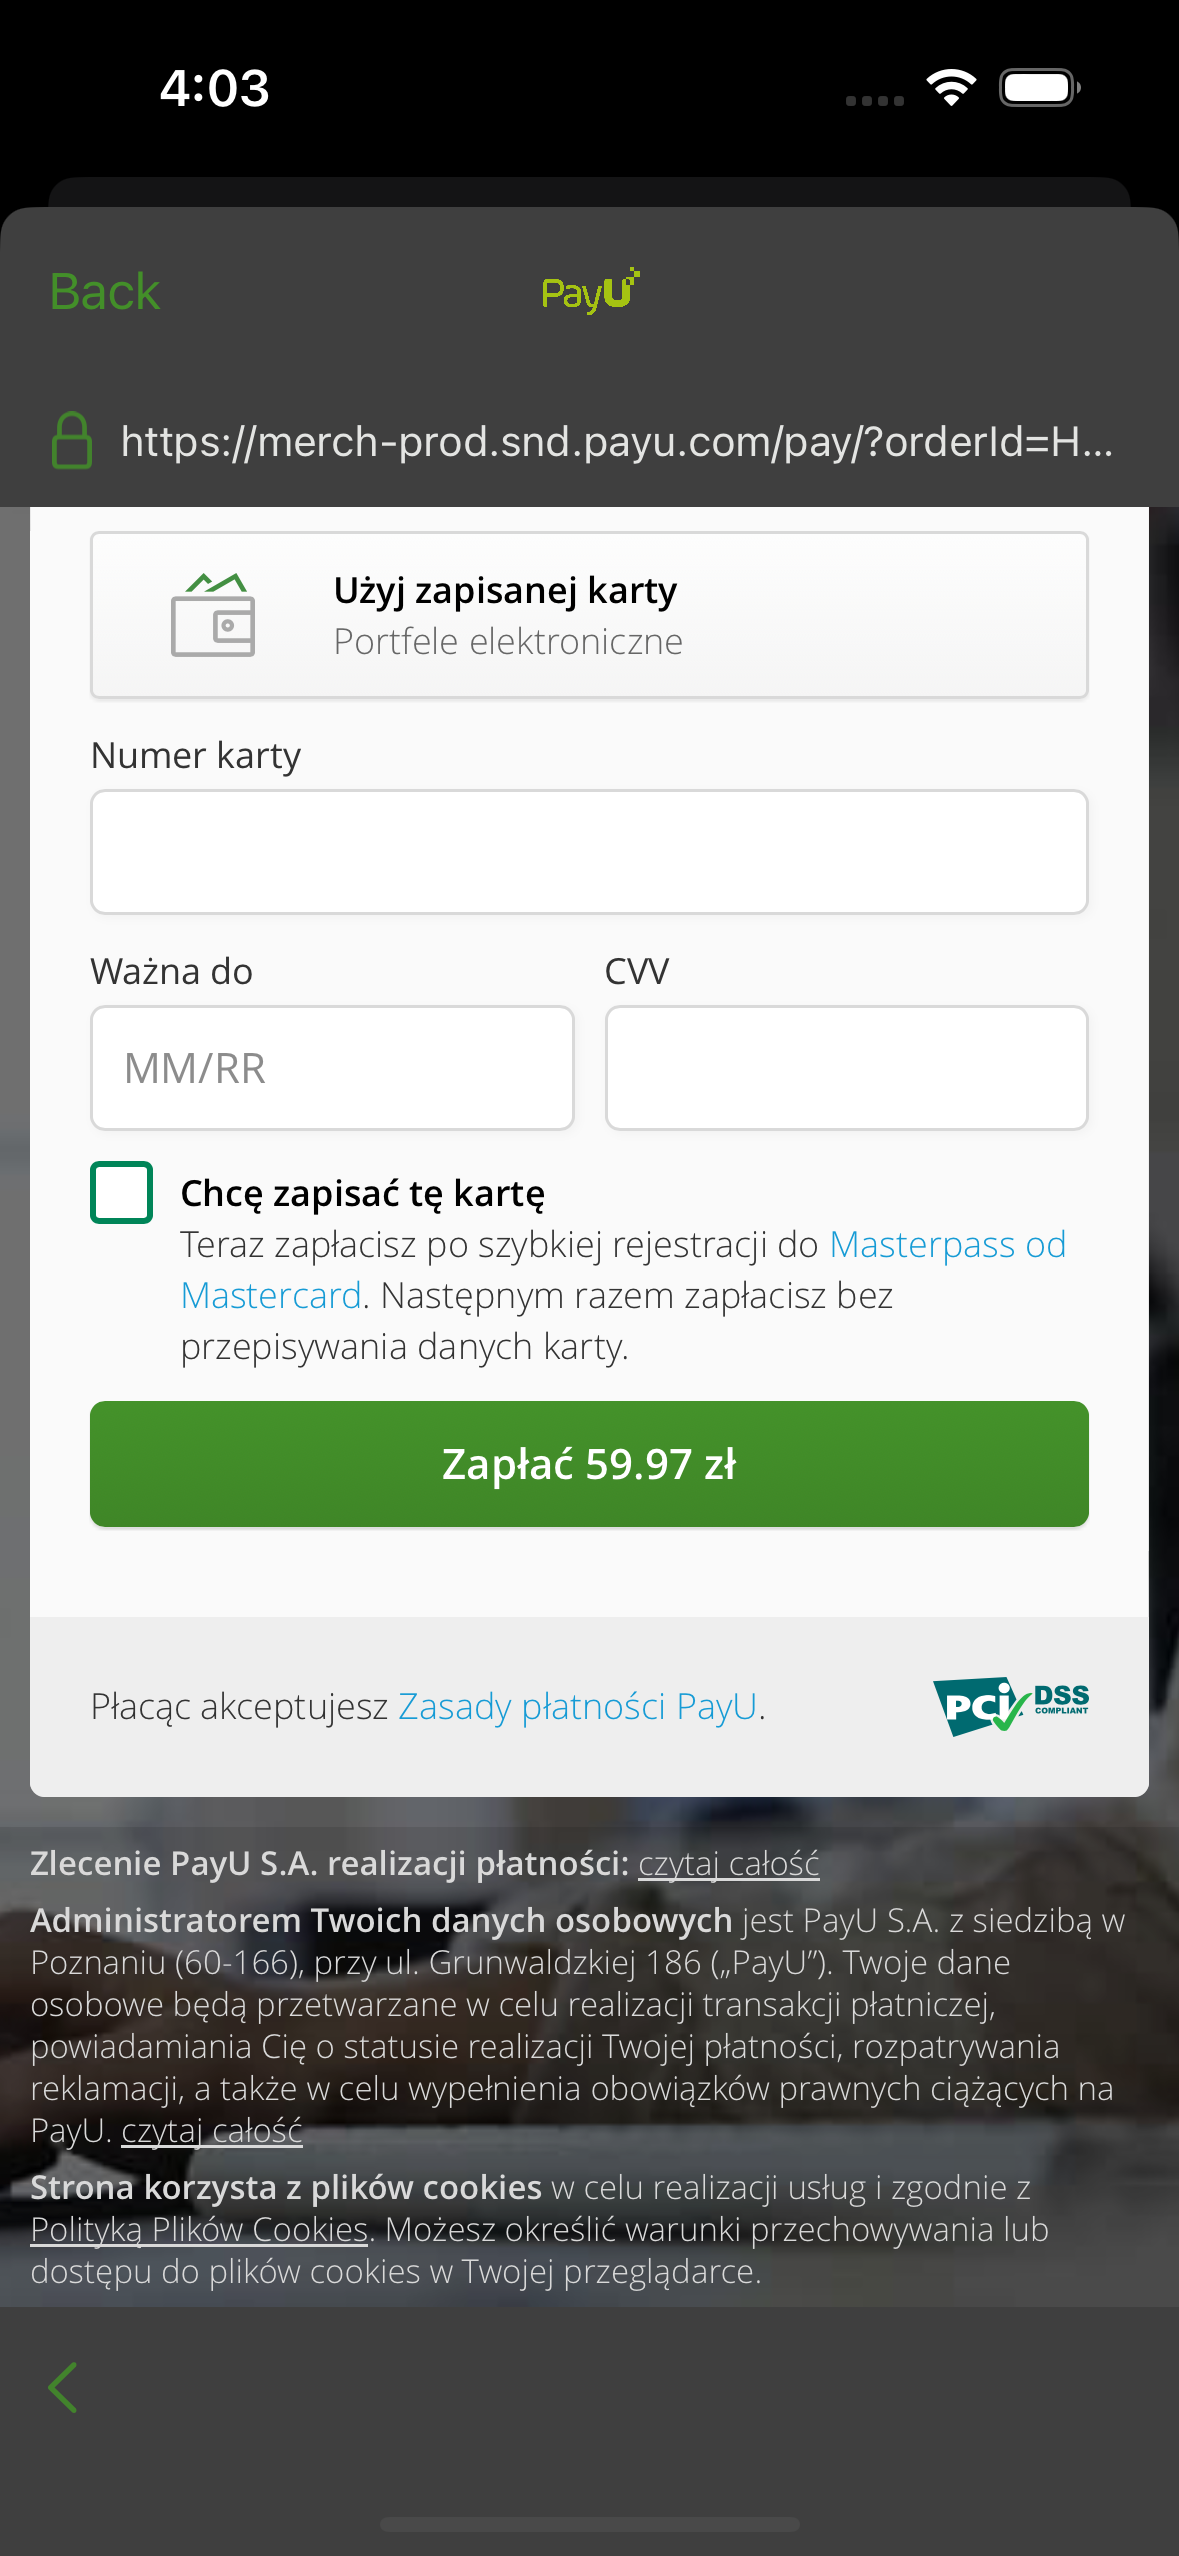 4:03
Back
PayU
https://merch-prod.snd.payu.com/pay/?orderId=H...
Użyj zapisanej karty
Portfele elektroniczne
Numer karty
Ważna do
CVV
MM/RR
Chcę zapisać tę kartę
Teraz zapłacisz po szybkiej rejestracji do Masterpass od
Mastercard. Następnym razem zapłacisz bez
przepisywania danych karty.
Zapłać 59.97 zł
Płacąc akceptujesz Zasady płatności PayU.
PCi DSS
COMPLIANT
Zlecenie PayU S.A. realizacji płatności: czytaj całość
Administratorem Twoich danych osobowych jest PayU S.A. z siedzibą w
Poznaniu (60-166), przy ul. Grunwaldzkiej 186 („PayU”). Twoje dane
osobowe będą przetwarzane w celu realizacji transakcji płatniczej,
powiadamiania Cię o statusie realizacji Twojej płatności, rozpatrywania
reklamacji, a także w celu wypełnienia obowiązków prawnych ciążących na
PayU. czytaj całość
Strona korzysta z plików cookies w celu realizacji usług i zgodnie z
Polityką Plików Cookies. Możesz określić warunki przechowywania lub
dostępu do plików cookies w Twojej przeglądarce.